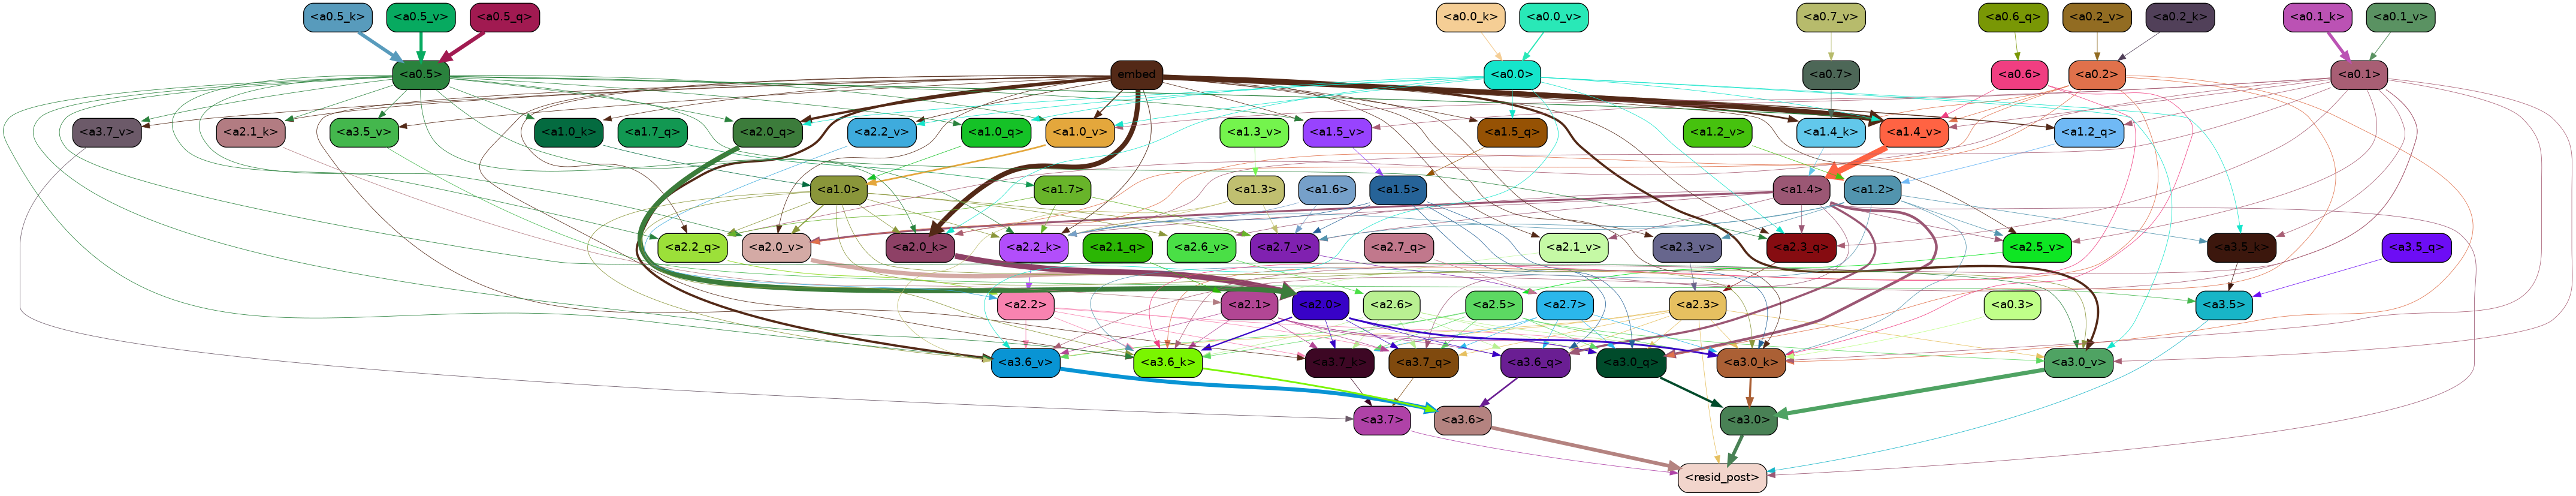 <a0.5_k> <a0.5_v> <a0.5_q> <a0.0_k> <a0.0_v> <a0.7_v> <a0.6_q> <a0.2_v> <a0.2_k> <a0.1_k> <a0.1_v>
<a0.5> embed <a0.0> <a0.7> <a0.6> <a0.2> <a0.1>
<a3.7_v> <a2.1_k> <a3.5_v> <a1.0_k> <a1.7_q> <a2.0_q> <a2.2_v> <a1.0_q> <a1.0_v> <a1.3_v> <a1.5_v> <a1.5_q> <a1.2_v> <a1.4_k> <a1.4_v> <a1.2_q>
<a1.0> <a1.7> <a1.3> <a1.6> <a1.5> <a1.4> <a1.2>
<a2.2_q> <a2.0_v> <a2.0_k> <a2.2_k> <a2.1_q> <a2.6_v> <a2.7_v> <a2.7_q> <a2.1_v> <a2.3_v> <a2.3_q> <a2.5_v> <a3.5_k> <a3.5_q>
<a2.2> <a2.1> <a2.0> <a2.6> <a2.5> <a2.7> <a2.3> <a0.3> <a3.5>
<a3.6_v> <a3.6_k> <a3.7_k> <a3.7_q> <a3.6_q> <a3.0_q> <a3.0_k> <a3.0_v>
<a3.7> <a3.6> <a3.0>
<resid_post>